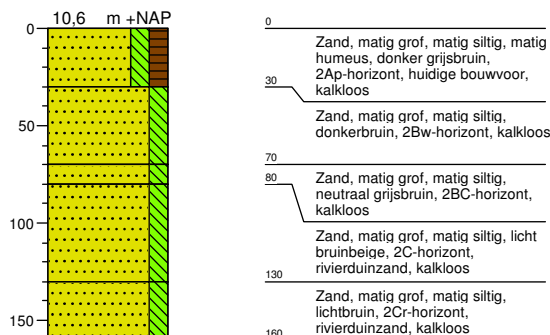 10,6 m +NAP
0
50
100
150
0
Zand, matig grof, matig siltig, matig
humeus, donker grijsbruin,
2Ap-horizont, huidige bouwvoor,
kalkloos
30
Zand, matig grof, matig siltig,
donkerbruin, 2Bw-horizont, kalkloos
70
Zand, matig grof, matig siltig,
neutraal grijsbruin, 2BC-horizont,
kalkloos
80
Zand, matig grof, matig siltig, licht
bruinbeige, 2C-horizont,
rivierduinzand, kalkloos
130
Zand, matig grof, matig siltig,
lichtbruin, 2Cr-horizont,
rivierduinzand, kalkloos
160